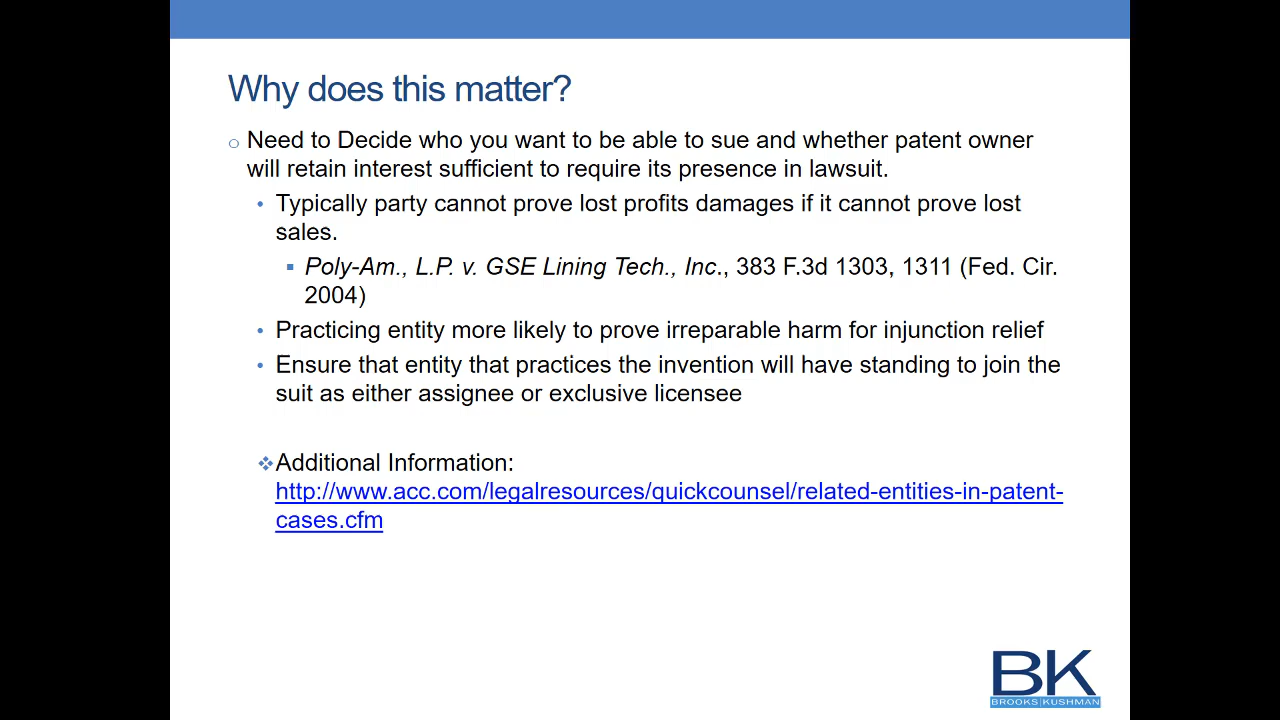 Why does this matter?
Need to Decide who you want to be able to sue and whether patent owner
will retain interest sufficient to require its presence in lawsuit.
Typically party cannot prove lost profits damages if it cannot prove lost
sales.
Poly-Am., L.P. v. GSE Lining Tech., Inc., 383 F.3d 1303, 1311 (Fed. Cir.
2004)
Practicing entity more likely to prove irreparable harm for injunction relief
Ensure that entity that practices the invention will have standing to join the
suit as either assignee or exclusive licensee
Additional Information:
http://www.acc.com/legalresources/quickcounsel/related-entities-in-patent-
cases.cfm
BK
BROOKS|KUSHMAN